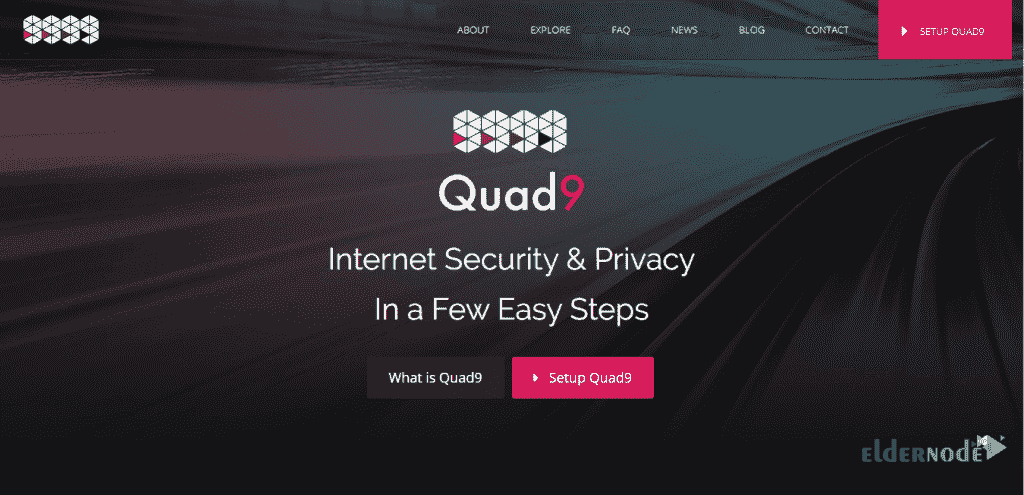 ABOUT EXPLORE FAQ NEWS BLOG CONTACT SETUP QUAD9
Quad9
Internet Security & Privacy
In a Few Easy Steps
What is Quad9 Setup Quad9
elderNode